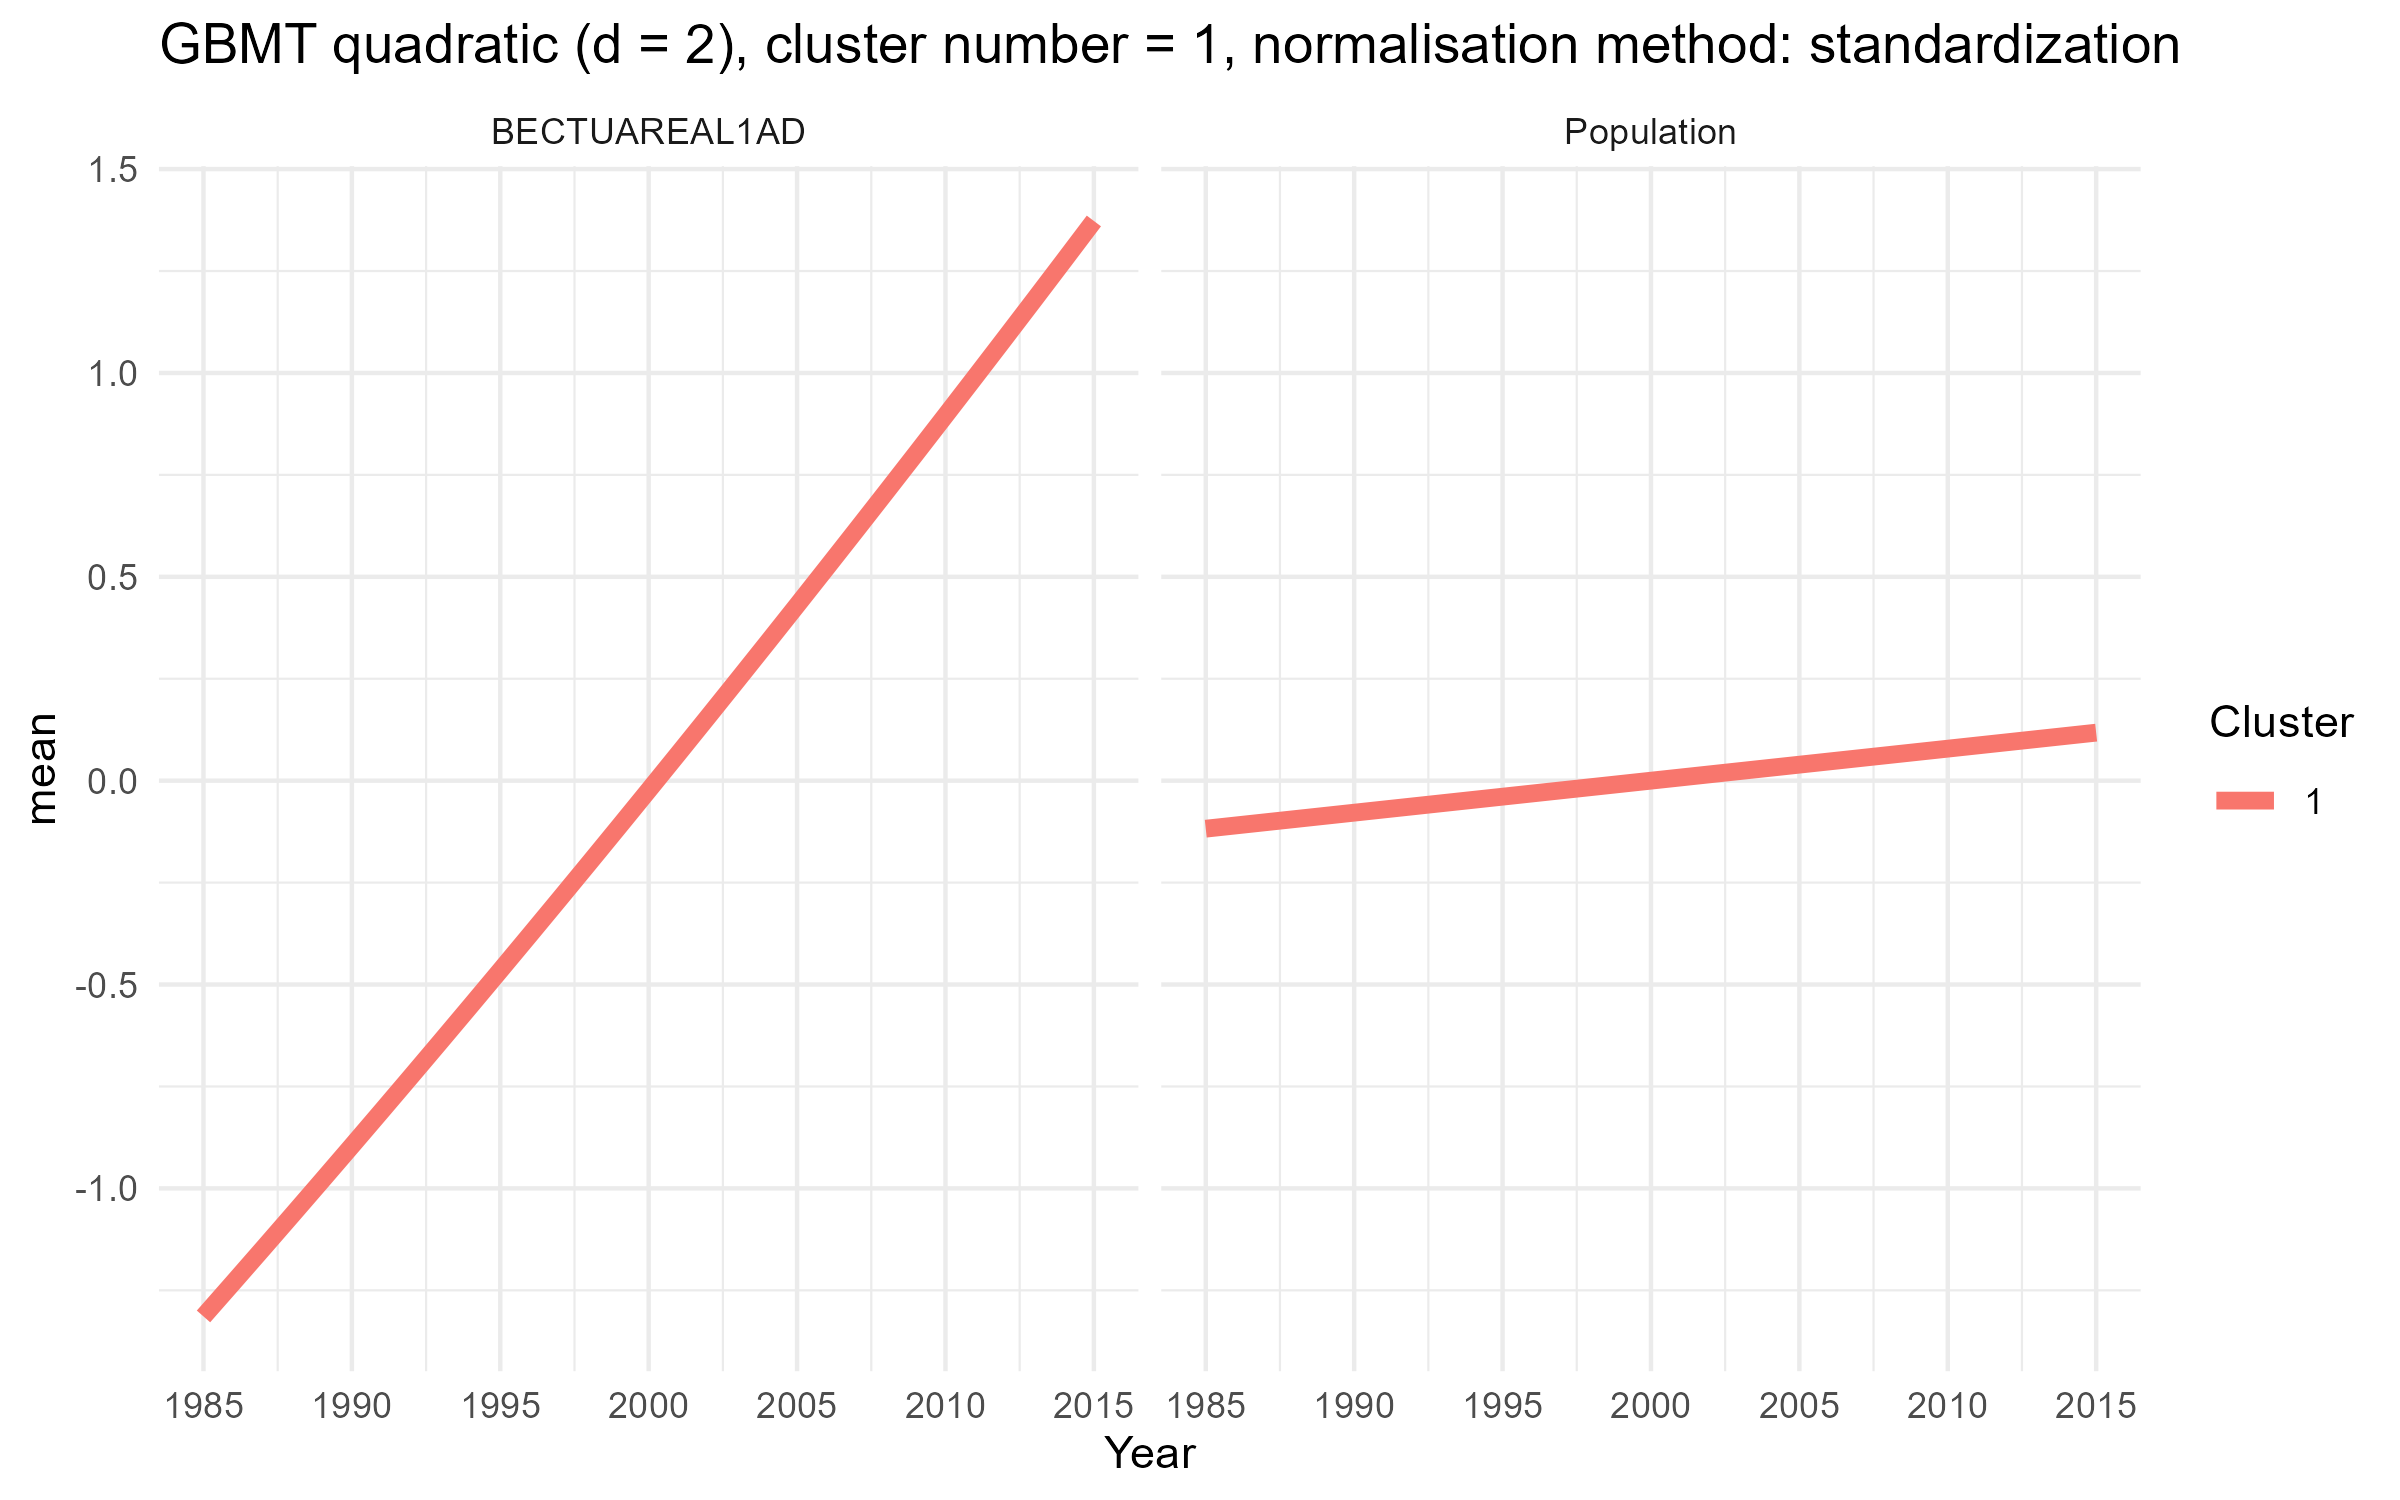 GBMT quadratic (d = 2), cluster number = 1, normalisation method: standardization
BECTUAREAL1AD
Population
1.5
1.0
0.5
0.0
-0.5
-1.0
mean
1985 1990 1995 2000 2005 2010 2015
1985 1990 1995 2000 2005 2010 2015
Year
Cluster
1